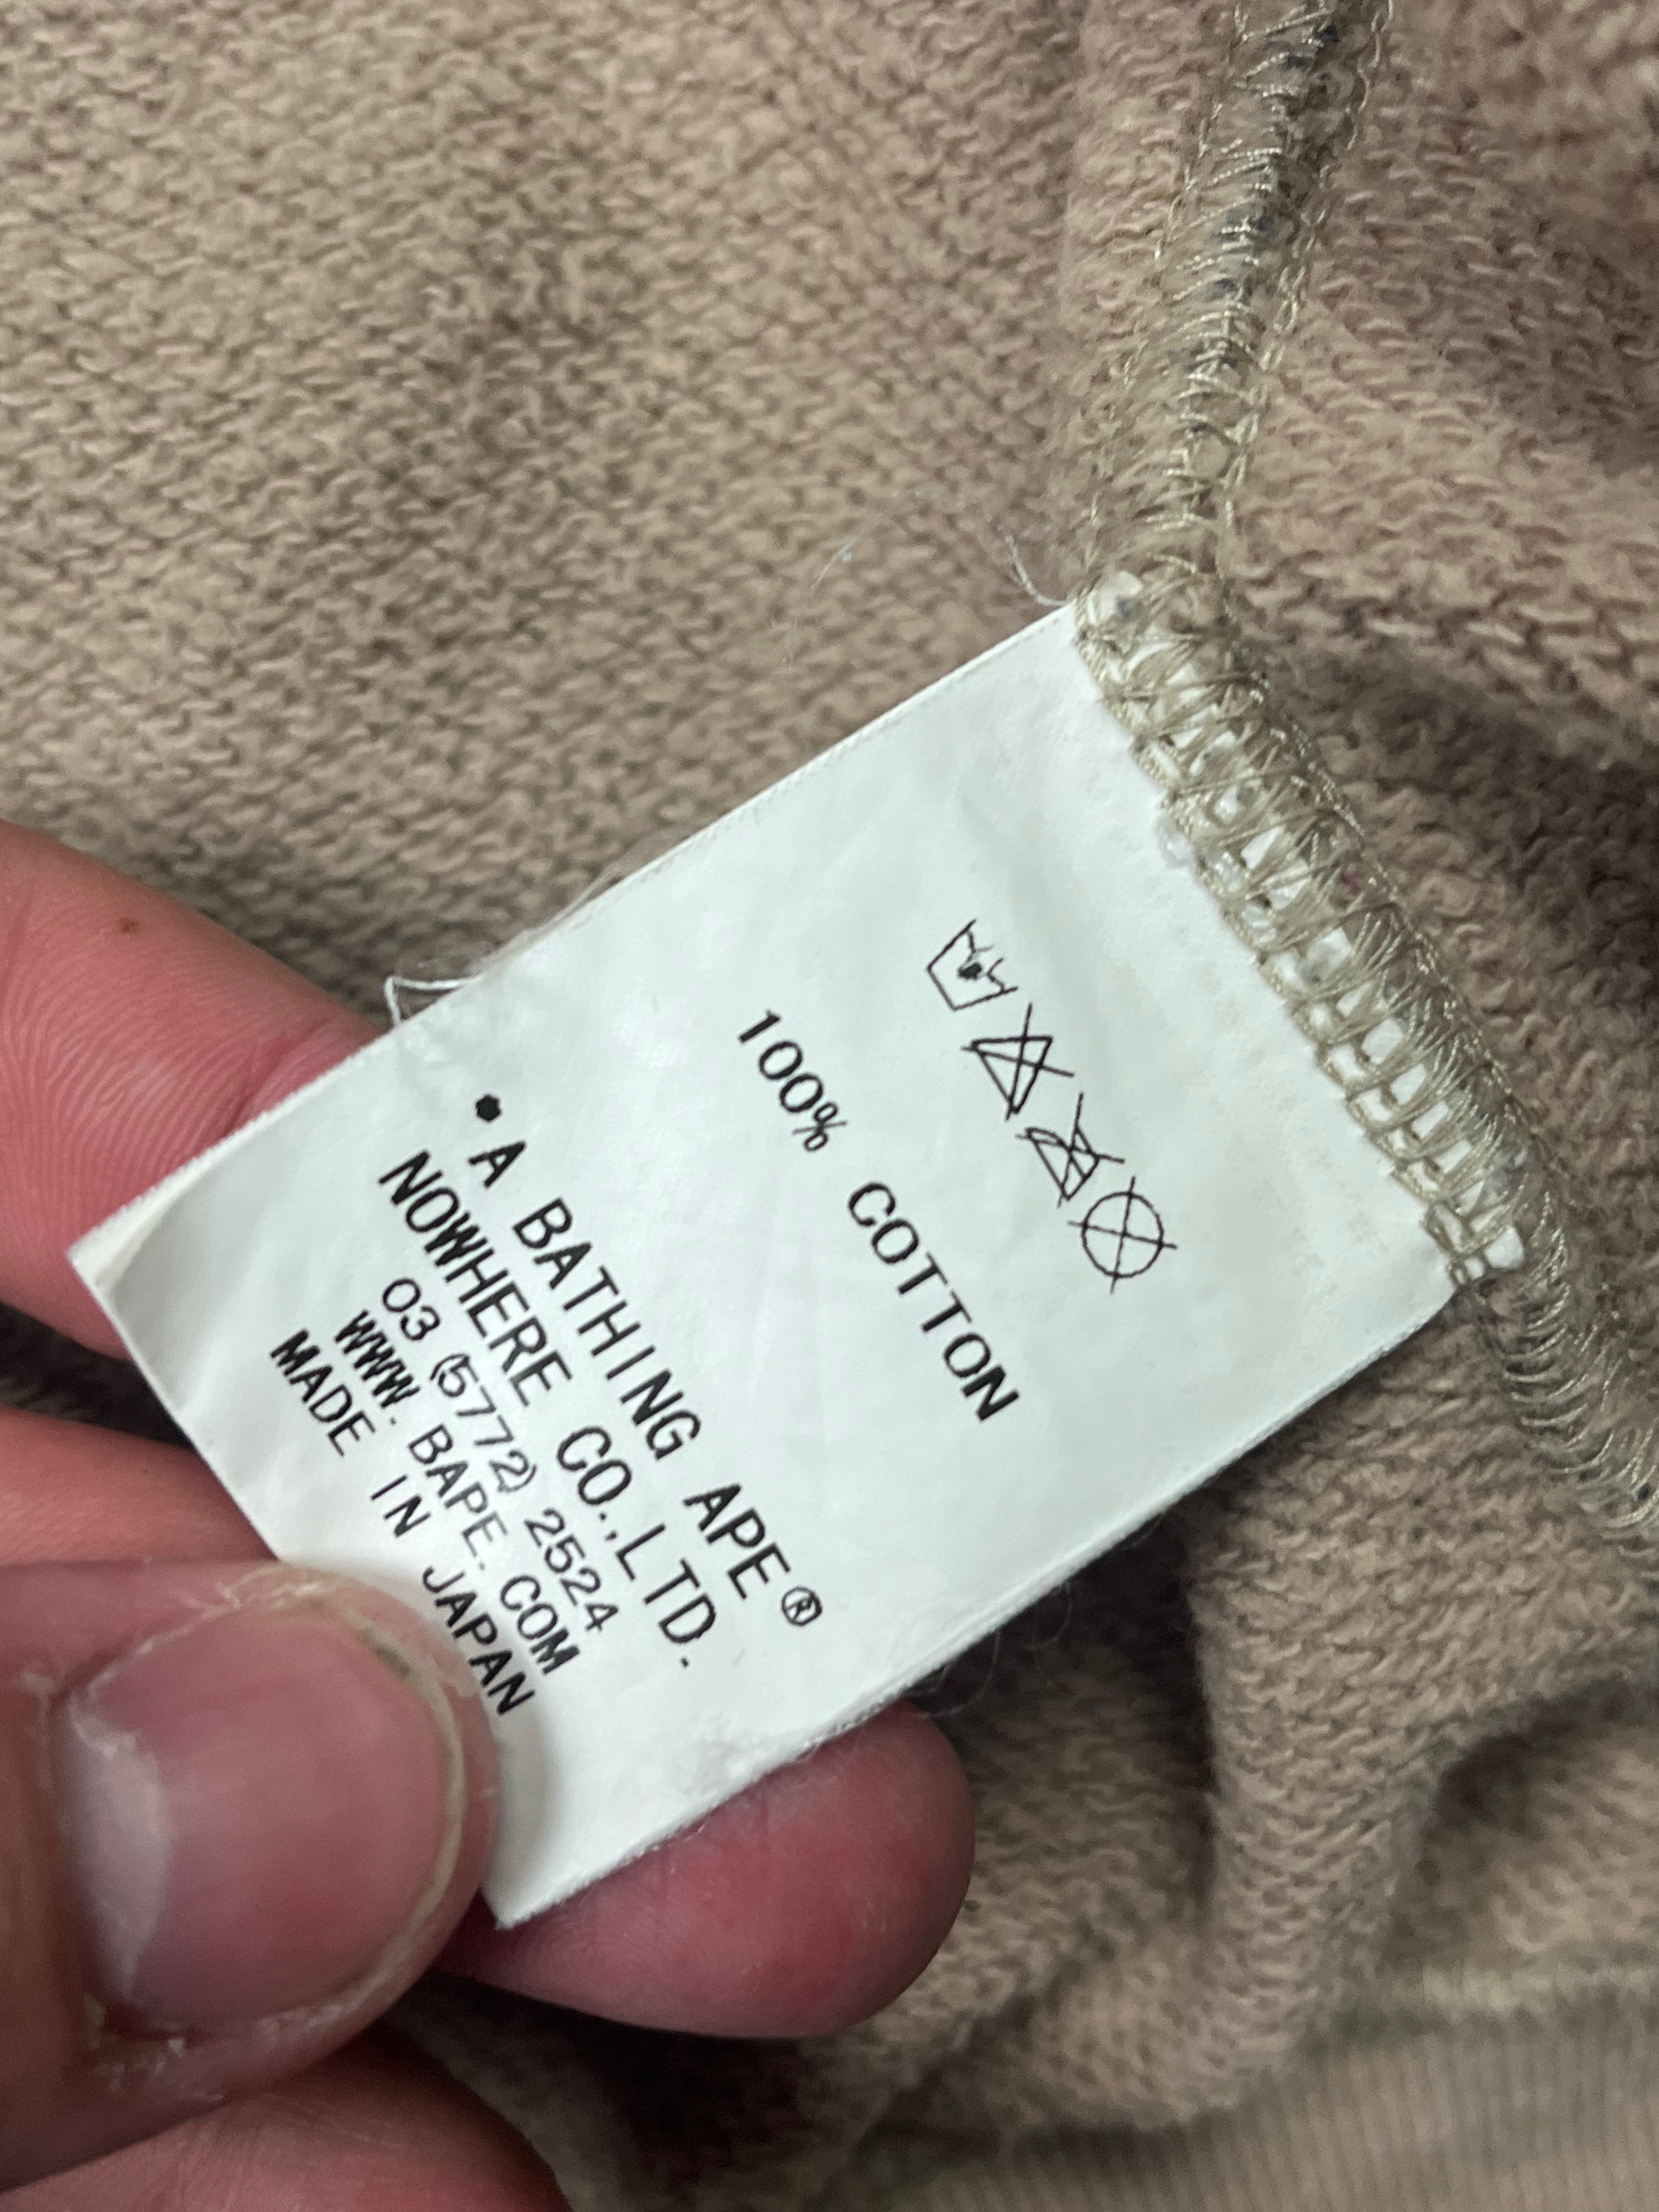 100% COTTON
•A BATHING APE®
NOWHERE CO.,LTD.
03 (5772) 2524
WWW. BAPE. COM
MADE IN JAPAN